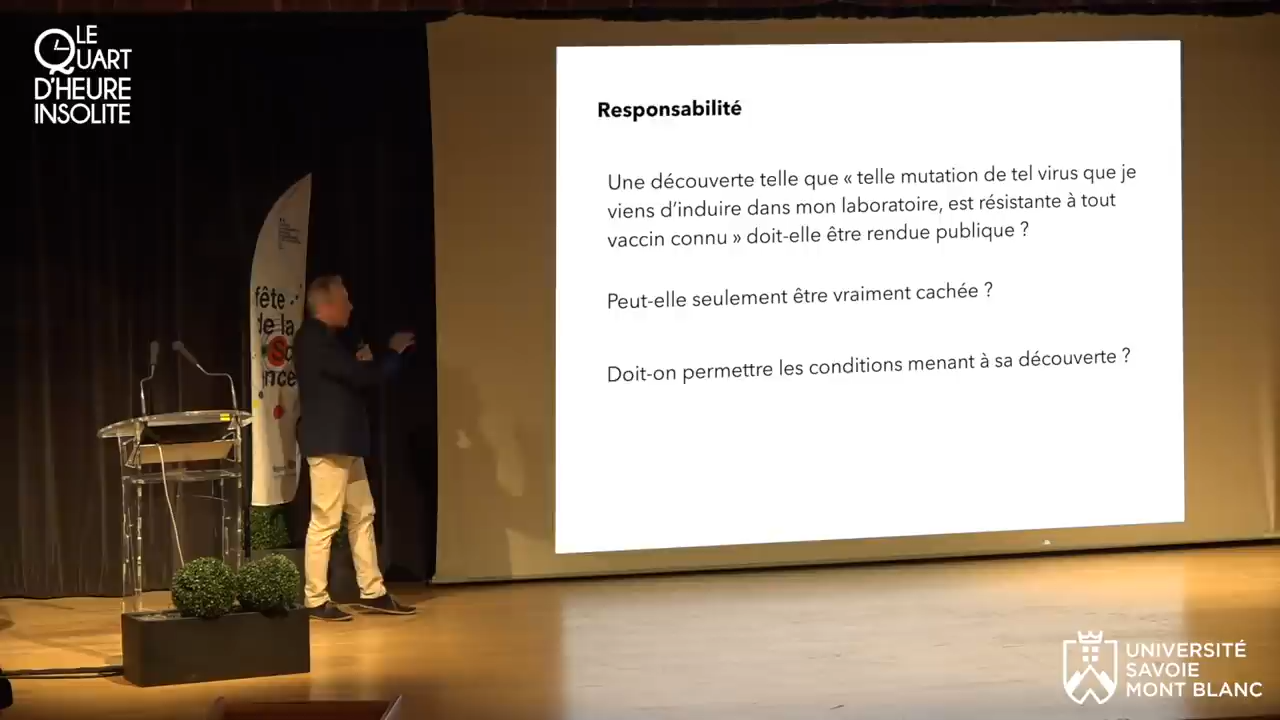 LE
QUART
D'HEURE
INSOLITE
Responsabilité
Une découverte telle que « telle mutation de tel virus que je
viens d'induire dans mon laboratoire, est résistante à tout
vaccin connu » doit-elle être rendue publique ?
Peut-elle seulement être vraiment cachée ?
Doit-on permettre les conditions menant à sa découverte ?
fête
de la
Sc
ence
UNIVERSITÉ
SAVOIE
MONT BLANC